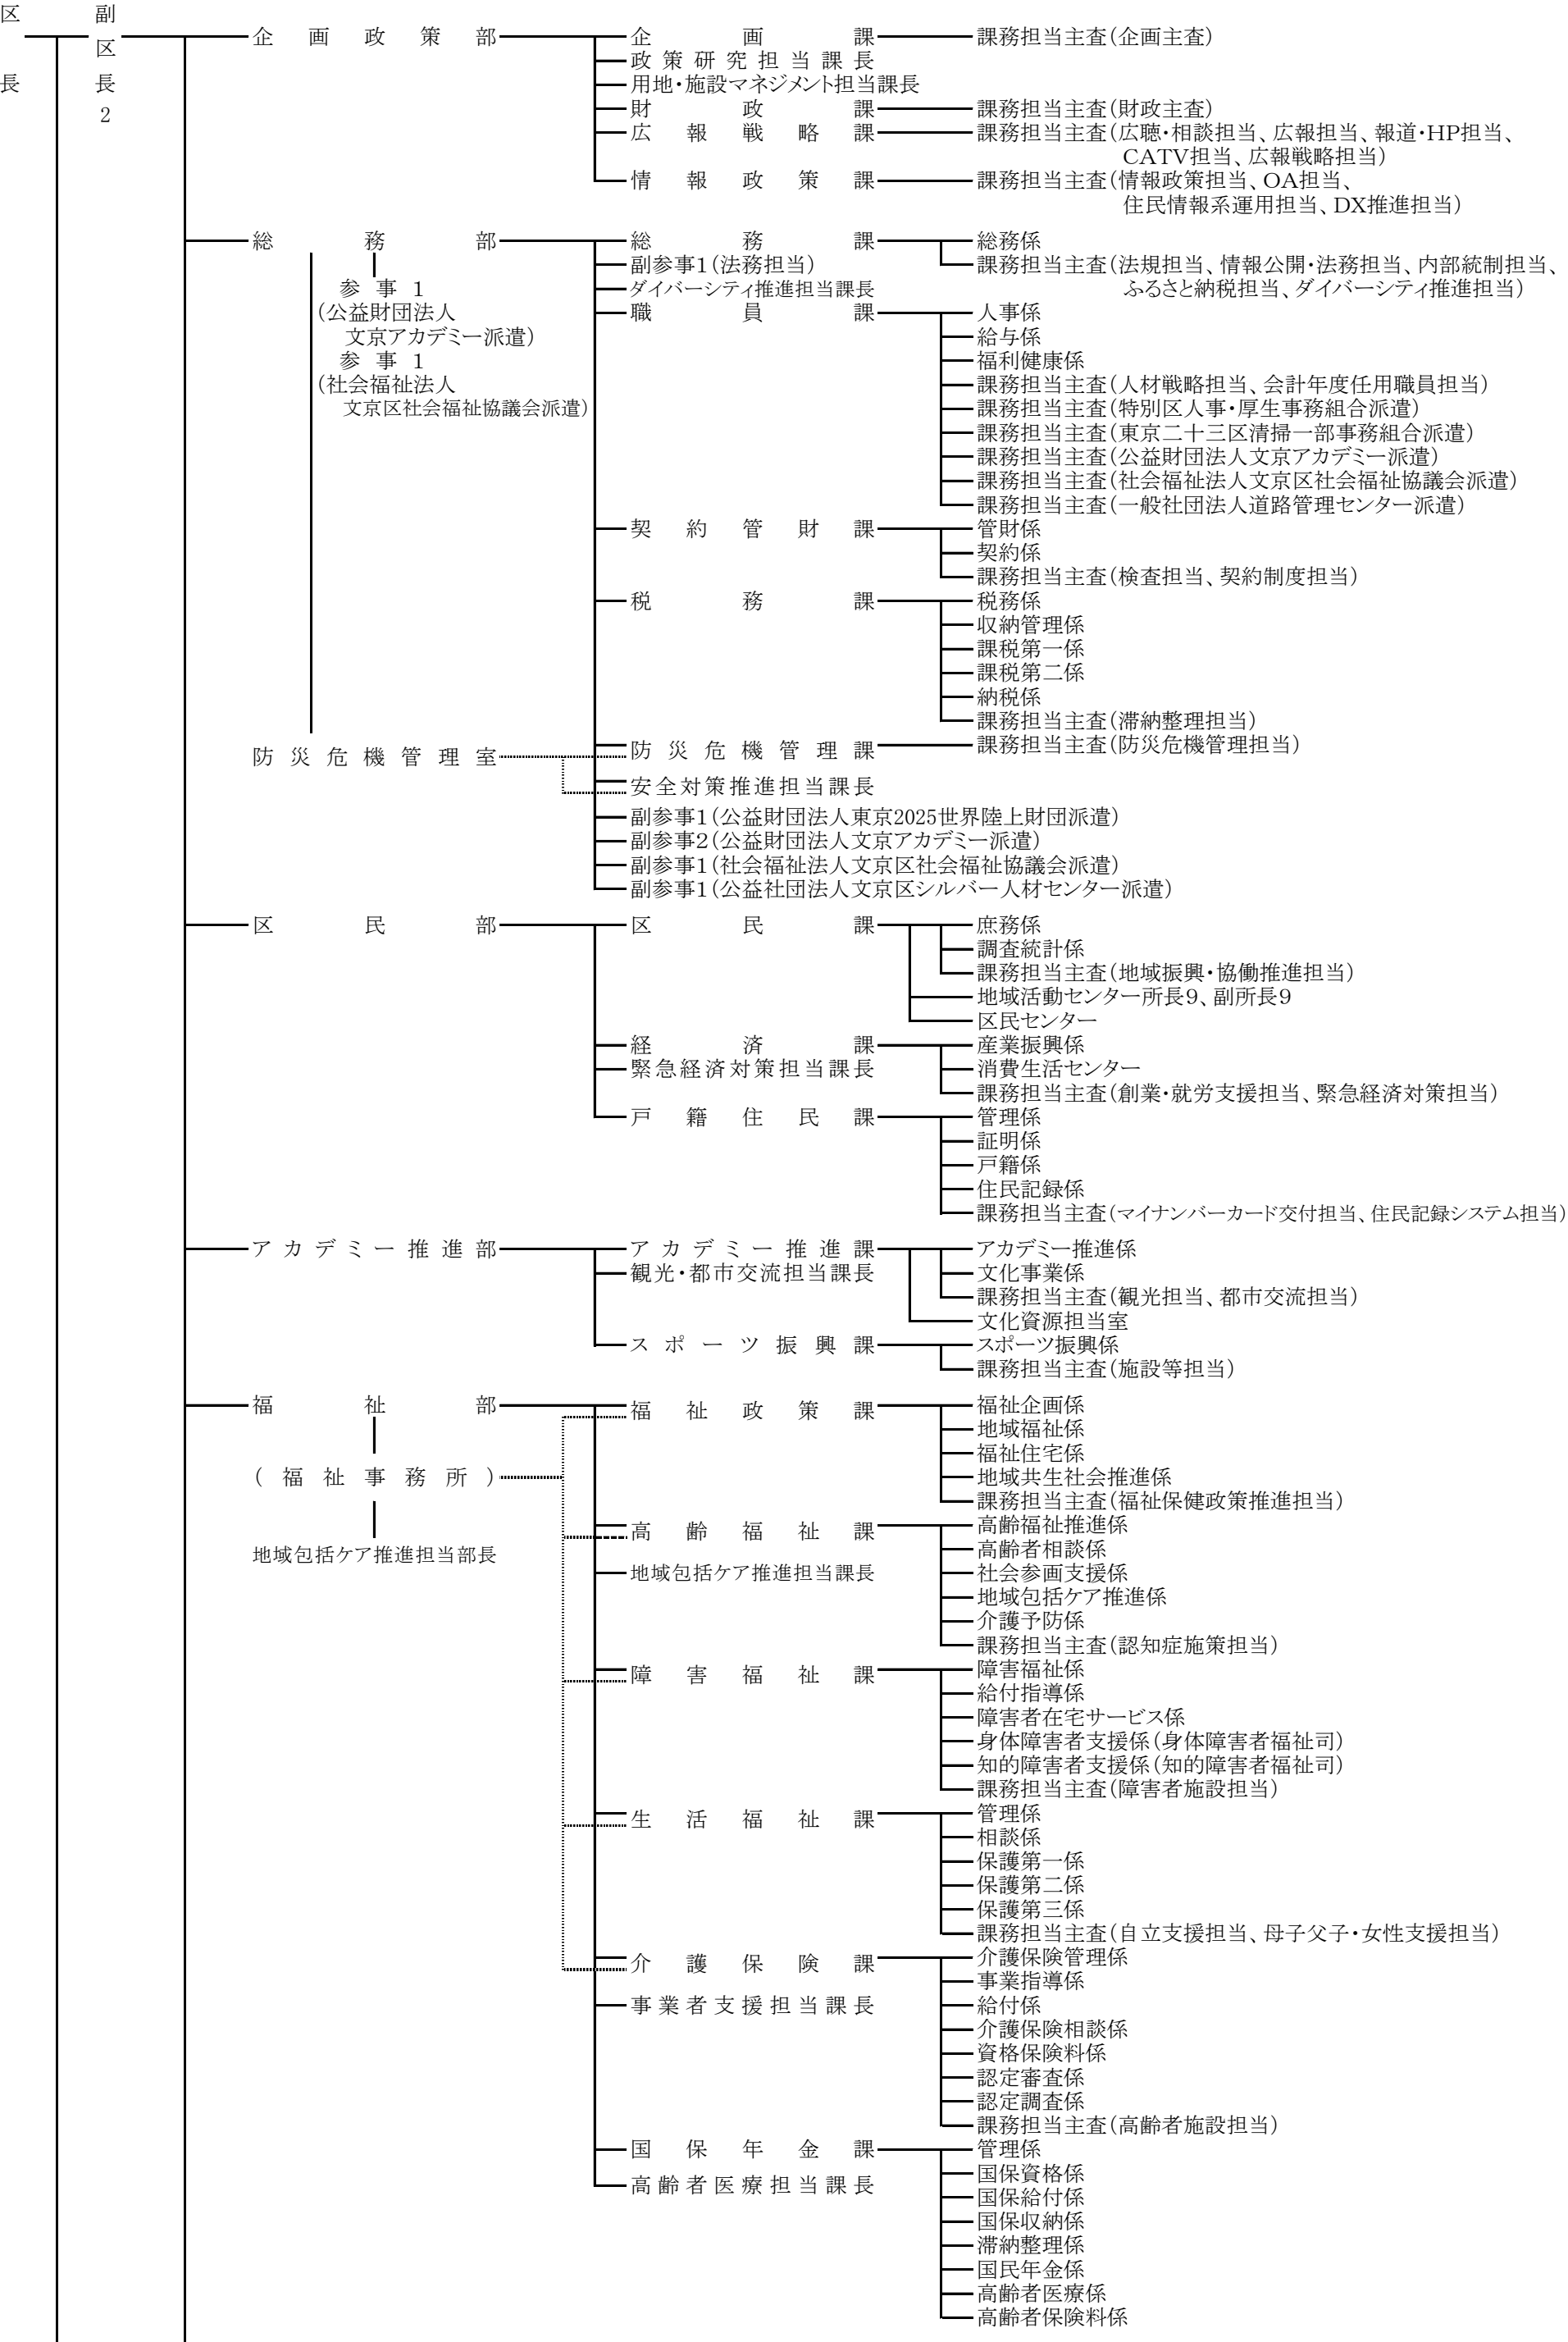 区長
副区長2
企画政策部
企画課
課務担当主査(企画主査)
政策研究担当課長
用地・施設マネジメント担当課長
財政課
課務担当主査(財政主査)
広報戦略課
課務担当主査(広聴・相談担当、広報担当、報道・HP担当、
CATV担当、広報戦略担当)
情報政策課
課務担当主査(情報政策担当、OA担当、
住民情報系運用担当、DX推進担当)
総務部
参事1
(公益財団法人
文京アカデミー派遣)
参事1
(社会福祉法人
文京区社会福祉協議会派遣)
総務課
総務係
課務担当主査(法規担当、情報公開・法務担当、内部統制担当、
ふるさと納税担当、ダイバーシティ推進担当)
副参事1(法務担当)
ダイバーシティ推進担当課長
職員課
人事係
給与係
福利健康係
課務担当主査(人材戦略担当、会計年度任用職員担当)
課務担当主査(特別区人事・厚生事務組合派遣)
課務担当主査(東京二十三区清掃一部事務組合派遣)
課務担当主査(公益財団法人文京アカデミー派遣)
課務担当主査(社会福祉法人文京区社会福祉協議会派遣)
課務担当主査(一般社団法人道路管理センター派遣)
契約管財課
管財係
契約係
課務担当主査(検査担当、契約制度担当)
税務課
税務係
収納管理係
課税第一係
課税第二係
納税係
課務担当主査(滞納整理担当)
防災危機管理室
防災危機管理課
課務担当主査(防災危機管理担当)
安全対策推進担当課長
副参事1(公益財団法人東京2025世界陸上財団派遣)
副参事2(公益財団法人文京アカデミー派遣)
副参事1(社会福祉法人文京区社会福祉協議会派遣)
副参事1(公益社団法人文京区シルバー人材センター派遣)
区民部
区民課
庶務係
調査統計係
課務担当主査(地域振興・協働推進担当)
地域活動センター所長9、副所長9
区民センター
経済課
産業振興係
緊急経済対策担当課長
消費生活センター
課務担当主査(創業・就労支援担当、緊急経済対策担当)
戸籍住民課
管理係
証明係
戸籍係
住民記録係
課務担当主査(マイナンバーカード交付担当、住民記録システム担当)
アカデミー推進部
アカデミー推進課
アカデミー推進係
観光・都市交流担当課長
文化事業係
課務担当主査(観光担当、都市交流担当)
文化資源担当室
スポーツ振興課
スポーツ振興係
課務担当主査(施設等担当)
福祉部
(福祉事務所)
地域包括ケア推進担当部長
福祉政策課
福祉企画係
地域福祉係
福祉住宅係
地域共生社会推進係
課務担当主査(福祉保健政策推進担当)
高齢福祉課
高齢福祉推進係
高齢者相談係
地域包括ケア推進担当課長
社会参画支援係
地域包括ケア推進係
介護予防係
課務担当主査(認知症施策担当)
障害福祉課
障害福祉係
給付指導係
障害者在宅サービス係
身体障害者支援係(身体障害者福祉司)
知的障害者支援係(知的障害者福祉司)
課務担当主査(障害者施設担当)
生活福祉課
管理係
相談係
保護第一係
保護第二係
保護第三係
課務担当主査(自立支援担当、母子父子・女性支援担当)
介護保険課
介護保険管理係
事業指導係
事業者支援担当課長
給付係
介護保険相談係
資格保険料係
認定審査係
認定調査係
課務担当主査(高齢者施設担当)
国保年金課
管理係
高齢者医療担当課長
国保資格係
国保給付係
国保収納係
滞納整理係
国民年金係
高齢者医療係
高齢者保険料係